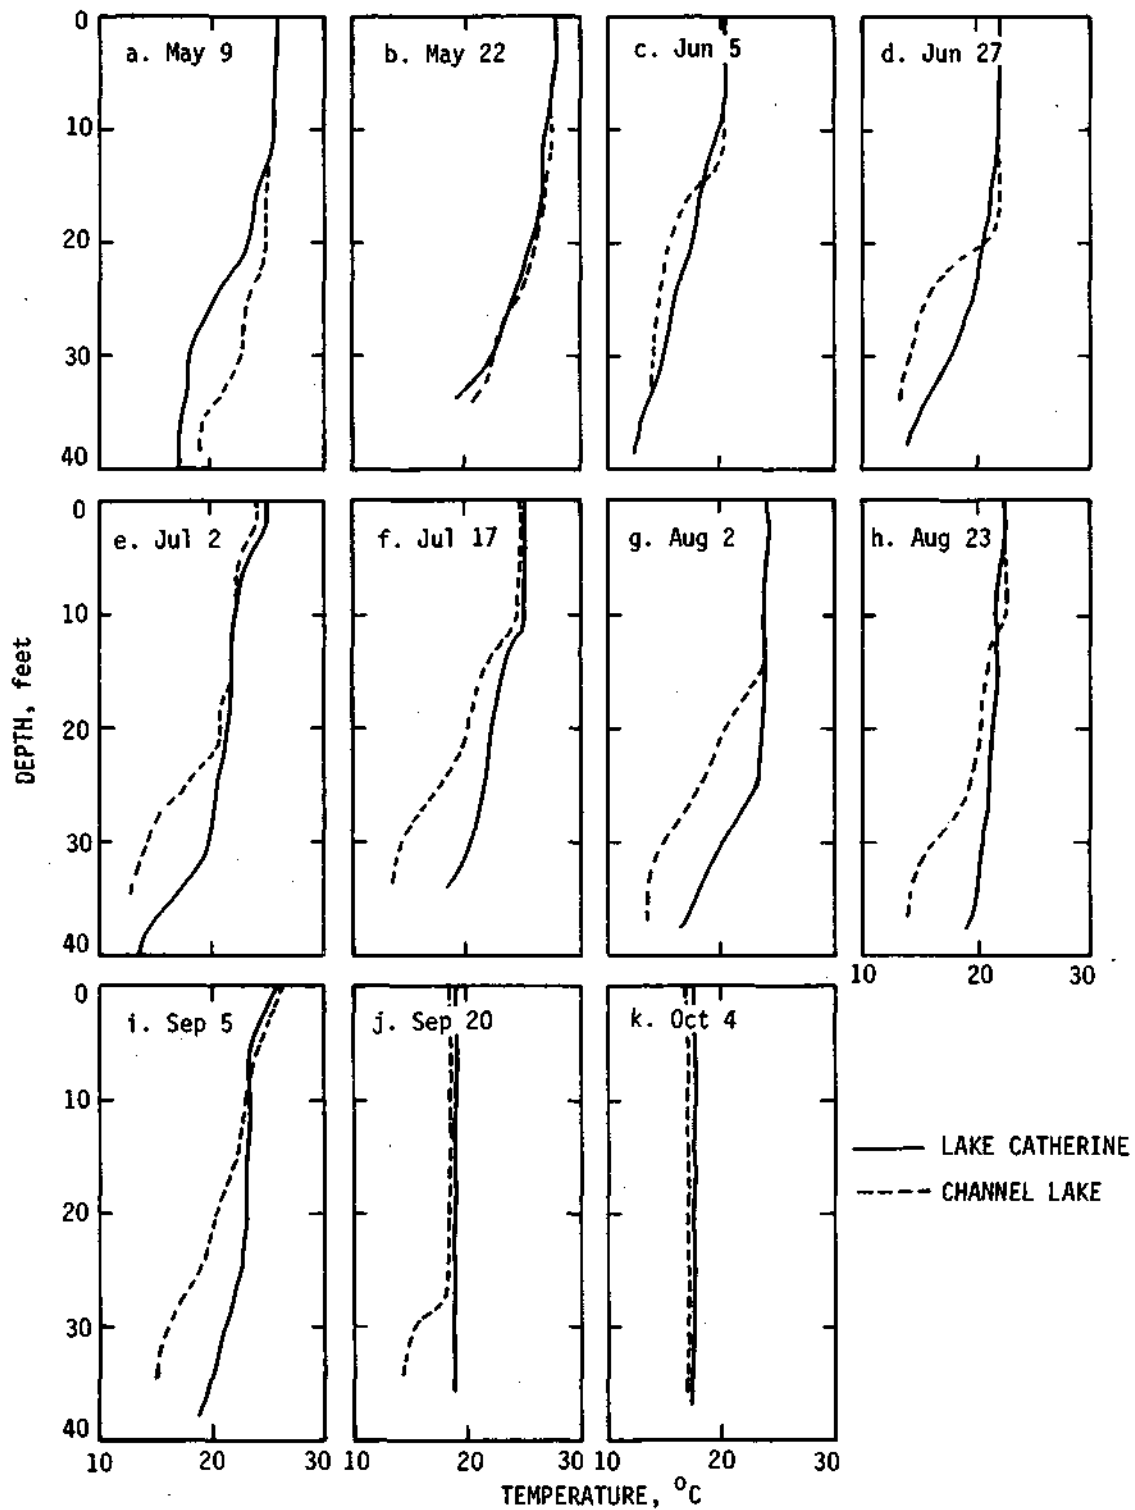 0
10
20
30
40
a. May 9
b. May 22
c. Jun 5
d. Jun 27
0
10
20
30
40
e. Jul 2
f. Jul 17
g. Aug 2
h. Aug 23
10 20 30
DEPTH, feet
0
10
20
30
40
i. Sep 5
j. Sep 20
k. Oct 4
LAKE CATHERINE
CHANNEL LAKE
10 20 30 10 20 30 10 20 30
TEMPERATURE, °C